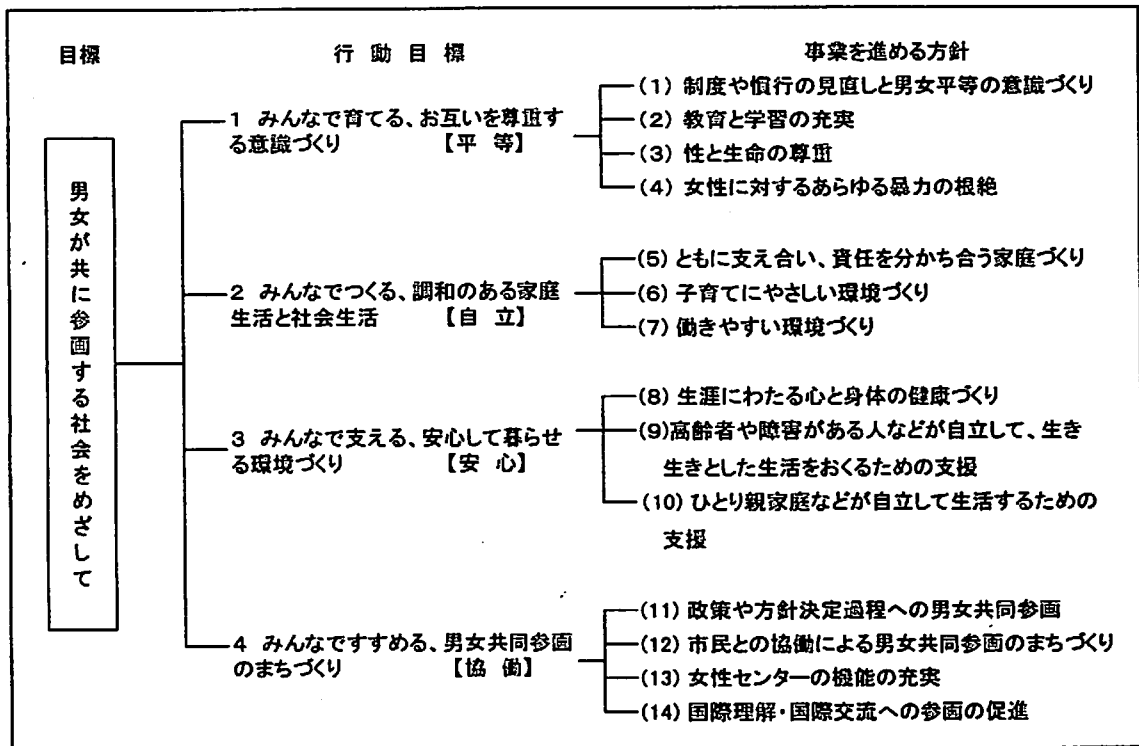 目標
行動目標
事業を進める方針
男女が共に参画する社会をめざして
1 みんなで育てる、お互いを尊重す
る意識づくり 【平 等】
(1) 制度や慣行の見直しと男女平等の意識づくり
(2) 教育と学習の充実
(3) 性と生命の尊重
(4) 女性に対するあらゆる暴力の根絶
2 みんなでつくる、調和のある家庭
生活と社会生活 【自 立】
(5) ともに支え合い、責任を分かち合う家庭づくり
(6) 子育てにやさしい環境づくり
(7) 働きやすい環境づくり
3 みんなで支える、安心して暮らせ
る環境づくり 【安 心】
(8) 生涯にわたる心と身体の健康づくり
(9)高齢者や障害がある人などが自立して、生き
生きとした生活をおくるための支援
(10) ひとり親家庭などが自立して生活するための
支援
4 みんなですすめる、男女共同参画
のまちづくり 【協 働】
(11) 政策や方針決定過程への男女共同参画
(12) 市民との協働による男女共同参画のまちづくり
(13) 女性センターの機能の充実
(14) 国際理解・国際交流への参画の促進